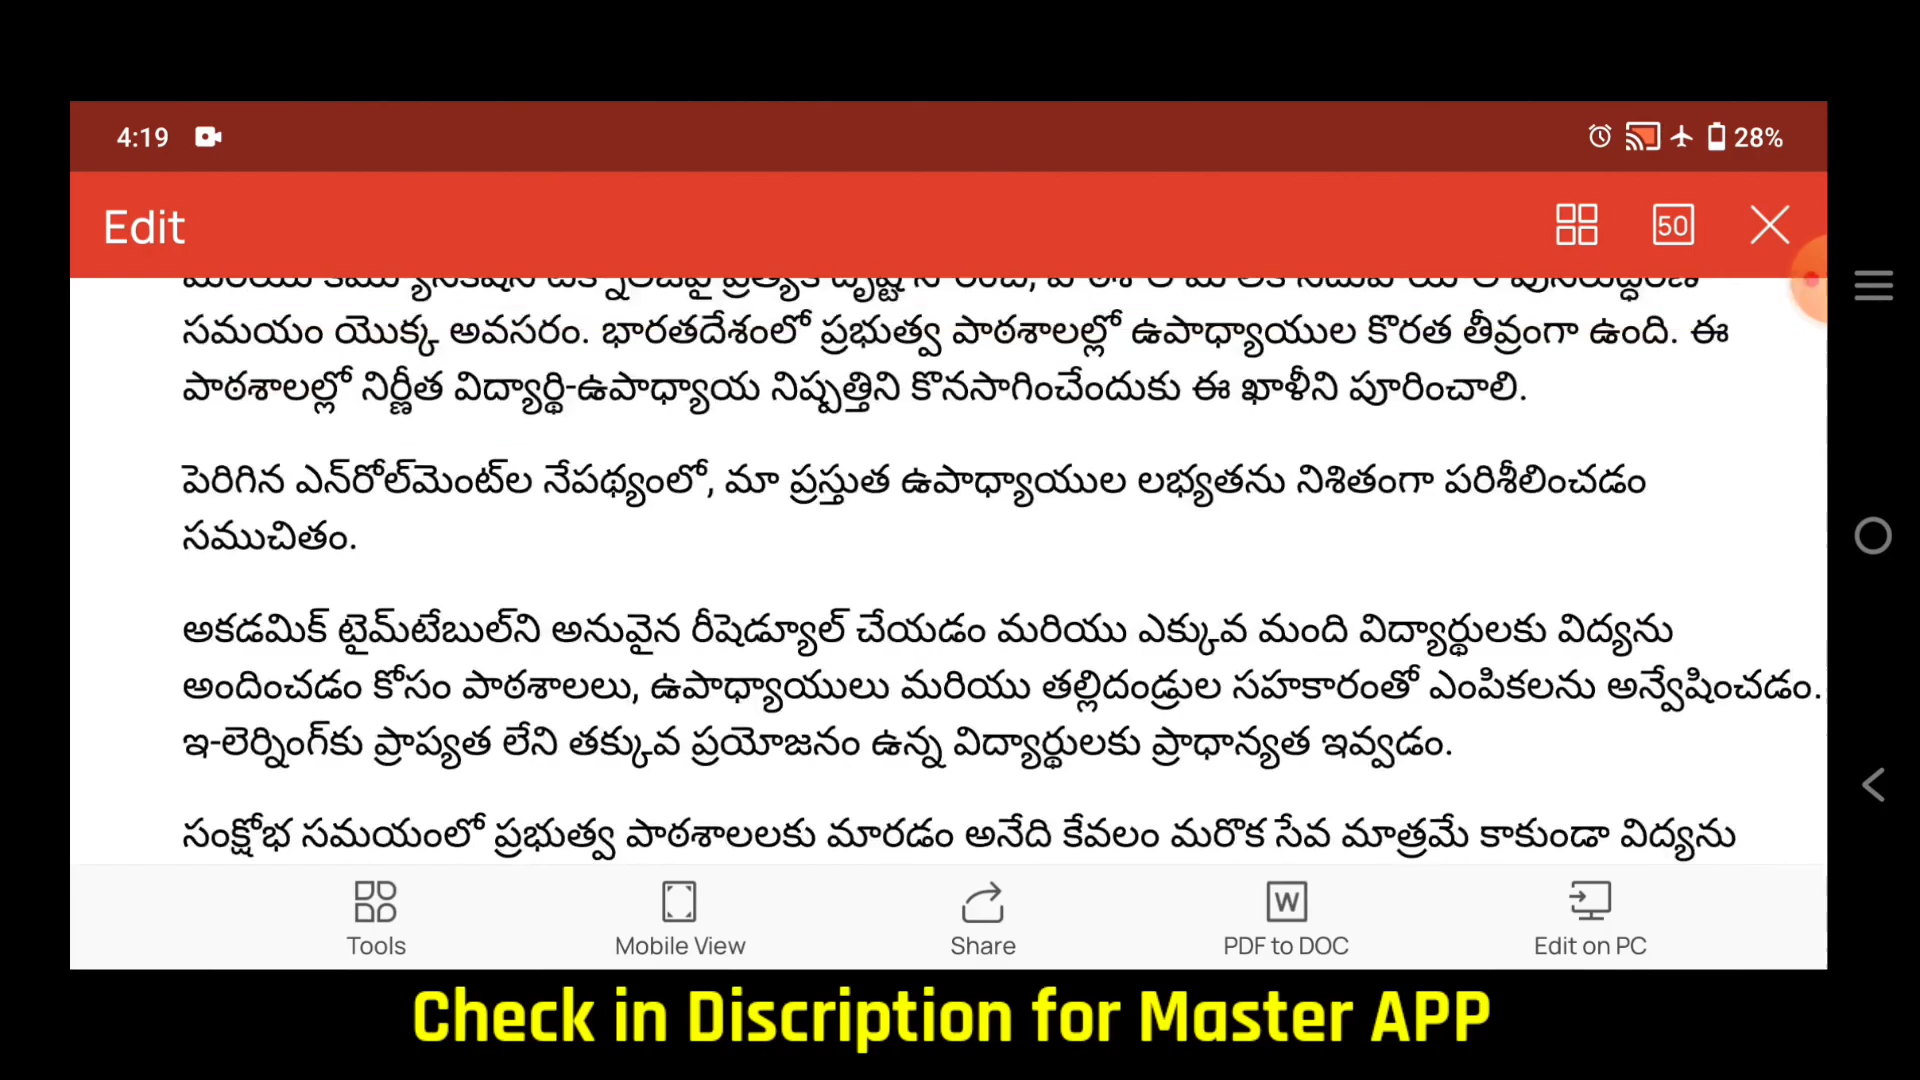 4:19
28%
Edit
50
సమయం యొక్క అవసరం. భారతదేశంలో ప్రభుత్వ పాఠశాలల్లో ఉపాధ్యాయుల కొరత తీవ్రంగా ఉంది. ఈ
పాఠశాలల్లో నిర్ణీత విద్యార్థి-ఉపాధ్యాయ నిష్పత్తిని కొనసాగించేందుకు ఈ ఖాళీని పూరించాలి.
పెరిగిన ఎన్‌రోల్‌మెంట్‌ల నేపథ్యంలో, మా ప్రస్తుత ఉపాధ్యాయుల లభ్యతను నిశితంగా పరిశీలించడం
సముచితం.
అకడమిక్ టైమ్‌టేబుల్‌ని అనువైన రీషెడ్యూల్ చేయడం మరియు ఎక్కువ మంది విద్యార్థులకు విద్యను
అందించడం కోసం పాఠశాలలు, ఉపాధ్యాయులు మరియు తల్లిదండ్రుల సహకారంతో ఎంపికలను అన్వేషించడం.
ఇ-లెర్నింగ్‌కు ప్రాప్యత లేని తక్కువ ప్రయోజనం ఉన్న విద్యార్థులకు ప్రాధాన్యత ఇవ్వడం.
సంక్షోభ సమయంలో ప్రభుత్వ పాఠశాలలకు మారడం అనేది కేవలం మరొక సేవ మాత్రమే కాకుండా విద్యను
Tools
Mobile View
Share
PDF to DOC
Edit on PC
Check in Discription for Master APP